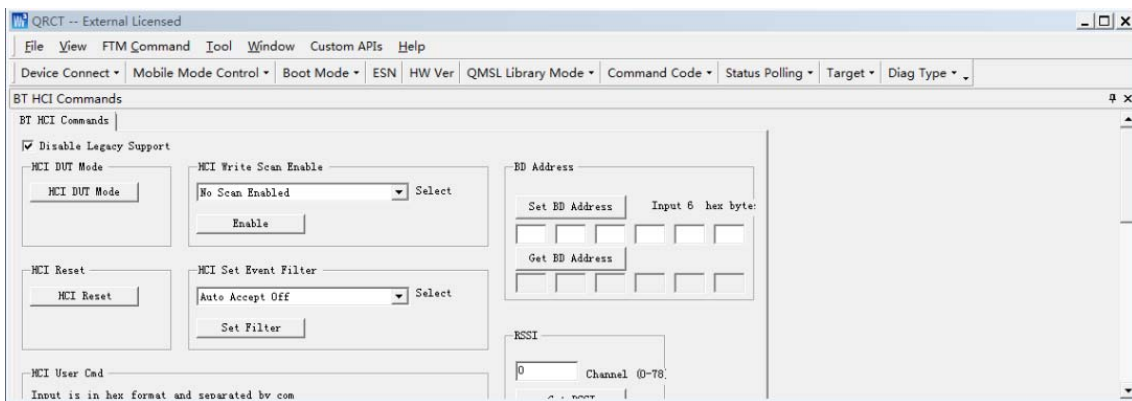 QRCT -- External Licensed
File View FTM Command Tool Window Custom APIs Help
Device Connect Mobile Mode Control Boot Mode ESN HW Ver QMSL Library Mode Command Code Status Polling Target Diag Type
BT HCI Commands
BT HCI Commands
Disable Legacy Support
HCI DUT Mode
HCI DUT Mode
HCI Write Scan Enable
No Scan Enabled Select
Enable
BD Address
Set BD Address Input 6 hex byte:
Get BD Address
HCI Reset
HCI Reset
HCI Set Event Filter
Auto Accept Off Select
Set Filter
RSSI
0 Channel (0-78)
HCI User Cmd
Input is in hex format and separated by com